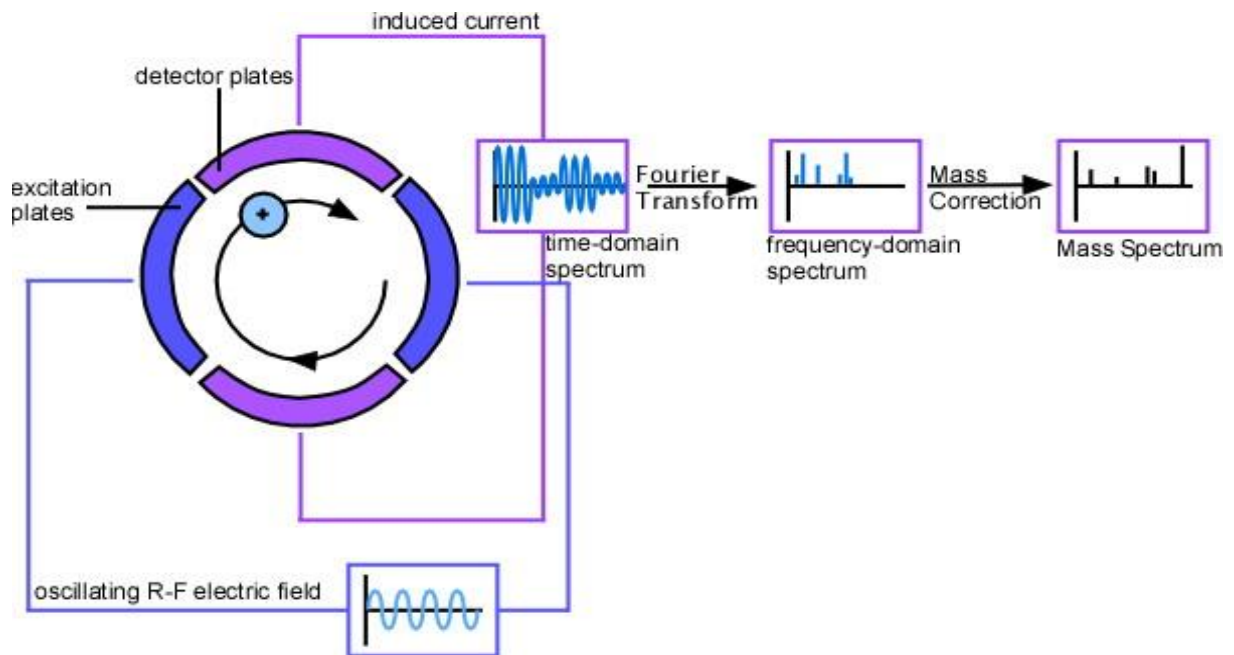 induced current
detector plates
excitation
plates
Fourier
Transform
Mass
Correction
time-domain
spectrum
frequency-domain
spectrum
Mass Spectrum
oscillating R-F electric field
+